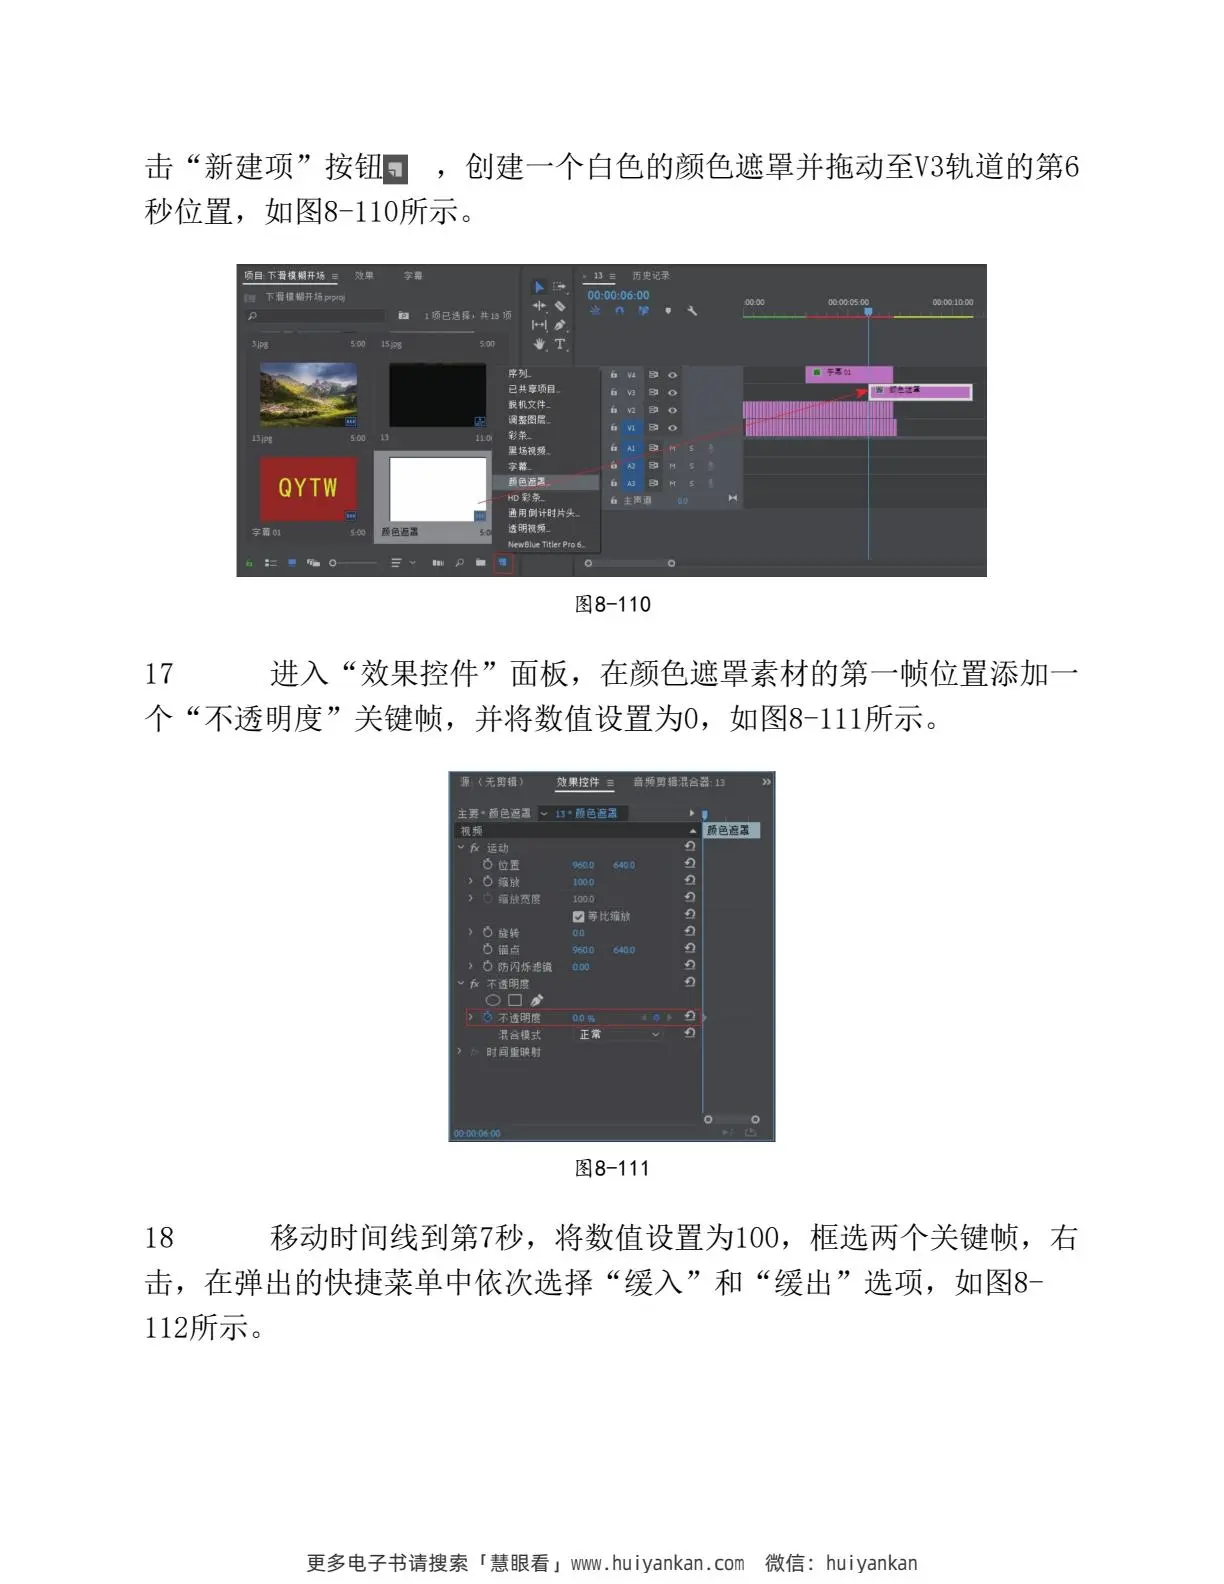 击“新建项”按钮 ，创建一个白色的颜色遮罩并拖动至V3轨道的第6
秒位置，如图8-110所示。
项目: 下滑模糊开场 效果 字幕
下滑模糊开场.prproj
1 项已选择，共 18 项
3.jpg 5:00 15.jpg 5:00
13.jpg 5:00 13 11:0
QYTW
字幕 01 5:00 颜色遮罩 5:0
序列...
已共享项目...
脱机文件...
调整图层...
彩条...
黑场视频...
字幕...
颜色遮罩...
HD 彩条...
通用倒计时片头...
透明视频...
NewBlue Titler Pro 6...
13 历史记录
00:00:06:00
:00:00 00:00:05:00 00:00:10:00
V4 字幕 01
V3 颜色遮罩
V2
V1
A1 M S
A2 M S
A3 M S
主声道 0.0
图8-110
17 进入“效果控件”面板，在颜色遮罩素材的第一帧位置添加一
个“不透明度”关键帧，并将数值设置为0，如图8-111所示。
源:（无剪辑） 效果控件 音频剪辑混合器: 13
主要 * 颜色遮罩 13 * 颜色遮罩
视频 颜色遮罩
fx 运动
位置 960.0 640.0
缩放 100.0
缩放宽度 100.0
等比缩放
旋转 0.0
锚点 960.0 640.0
防闪烁滤镜 0.00
fx 不透明度
不透明度 0.0 %
混合模式 正常
时间重映射
00:00:06:00
图8-111
18 移动时间线到第7秒，将数值设置为100，框选两个关键帧，右
击，在弹出的快捷菜单中依次选择“缓入”和“缓出”选项，如图8-
112所示。
更多电子书请搜索「慧眼看」www.huiyankan.com 微信: huiyankan